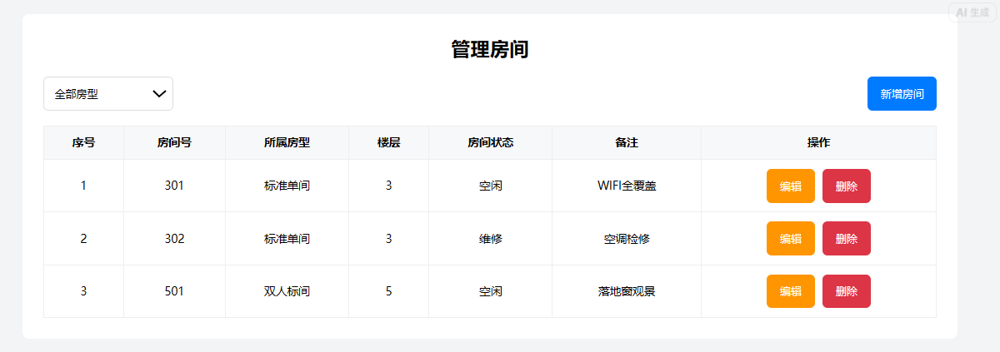 AI 生成
管理房间
全部房型 新增房间
序号 房间号 所属房型 楼层 房间状态 备注 操作
1 301 标准单间 3 空闲 WIFI全覆盖 编辑 删除
2 302 标准单间 3 维修 空调检修 编辑 删除
3 501 双人标间 5 空闲 落地窗观景 编辑 删除